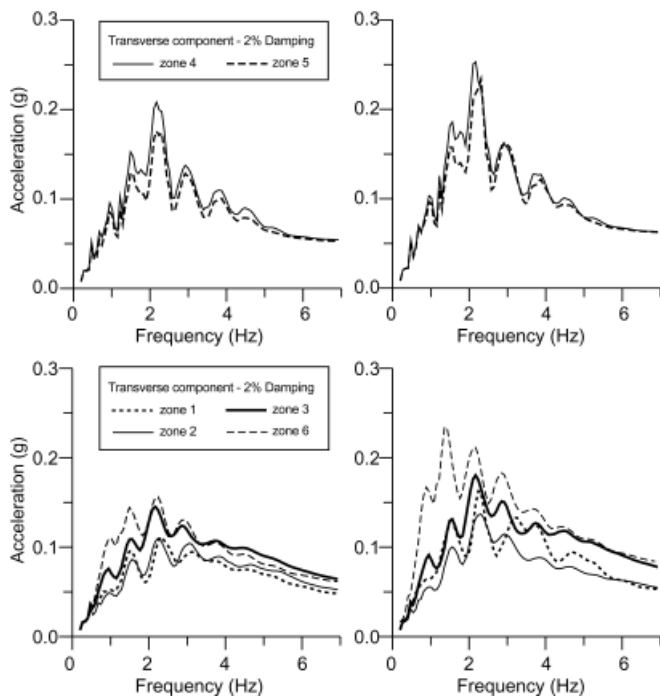 0.3
Transverse component - 2% Damping
zone 4 zone 5
0.2
0.1
0.0
Acceleration (g)
0 2 4 6
Frequency (Hz)
0.3
0.2
0.1
0.0
0 2 4 6
Frequency (Hz)
0.3
Transverse component - 2% Damping
zone 1 zone 3
zone 2 zone 6
0.2
0.1
0.0
Acceleration (g)
0 2 4 6
Frequency (Hz)
0.3
0.2
0.1
0.0
0 2 4 6
Frequency (Hz)